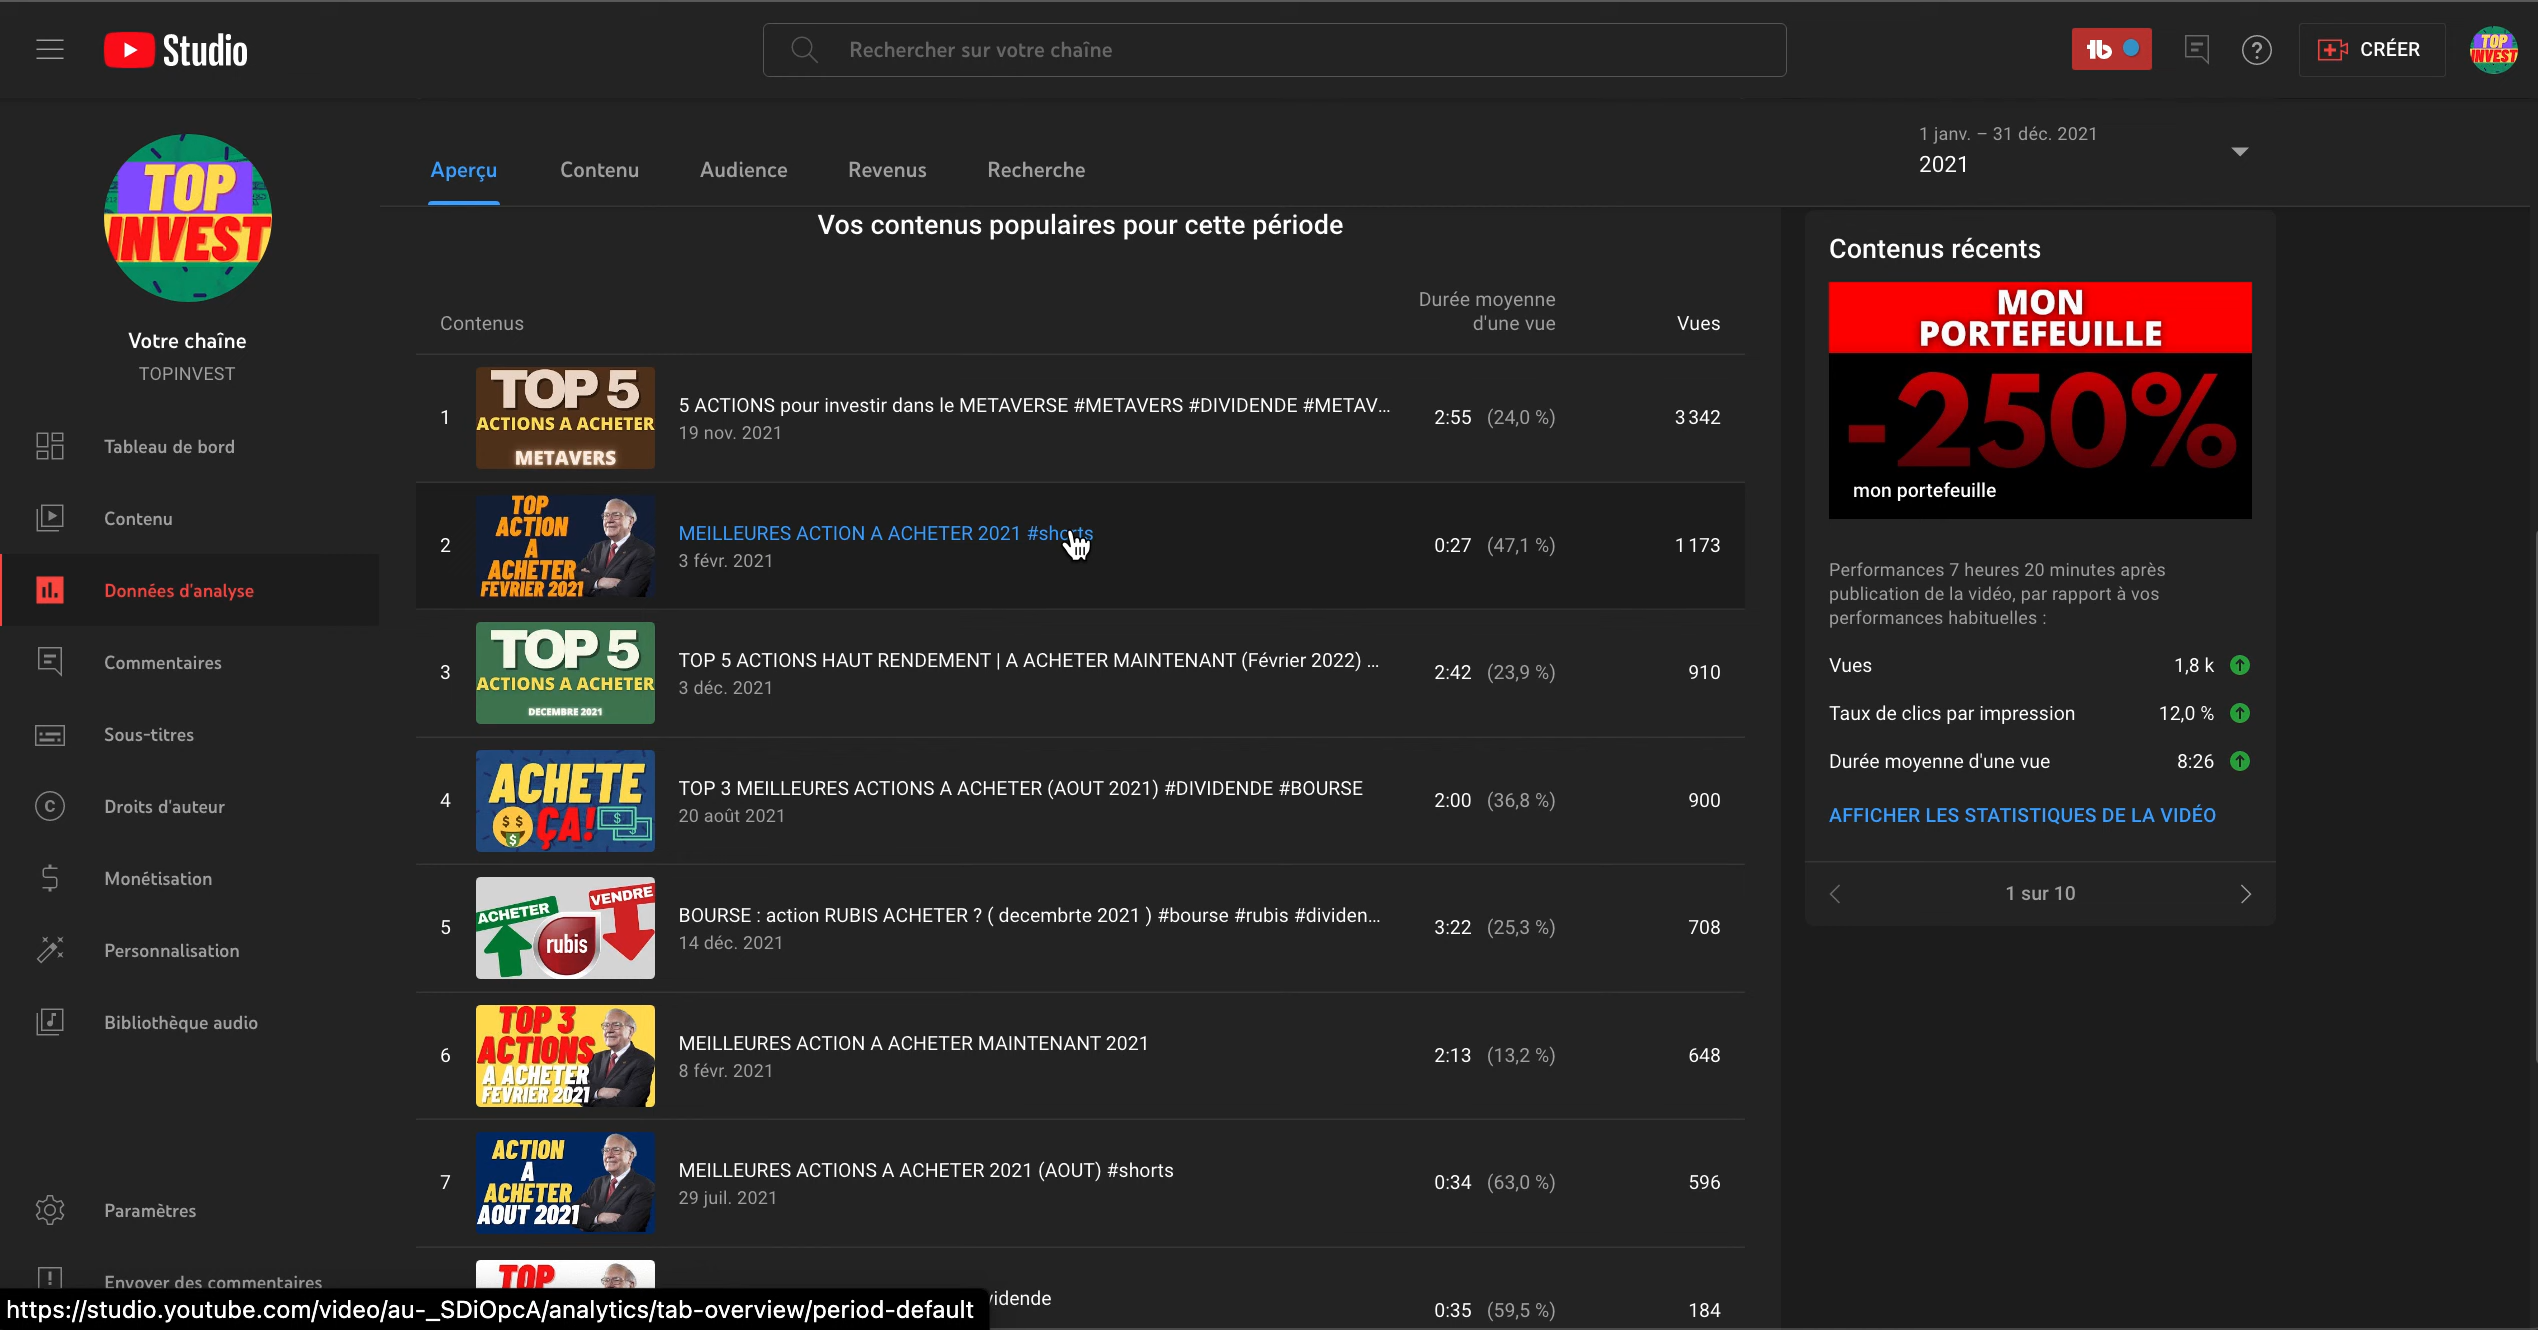 Studio
Rechercher sur votre chaîne
tb
CRÉER
TOP
INVEST
TOP
INVEST
Votre chaîne
TOPINVEST
Tableau de bord
Contenu
Données d'analyse
Commentaires
Sous-titres
Droits d'auteur
Monétisation
Personnalisation
Bibliothèque audio
Paramètres
Envoyer des commentaires
Aperçu
Contenu
Audience
Revenus
Recherche
1 janv. – 31 déc. 2021
2021
Vos contenus populaires pour cette période
Contenus
Durée moyenne
d'une vue
Vues
1
TOP 5
ACTIONS A ACHETER
METAVERS
5 ACTIONS pour investir dans le METAVERSE #METAVERS #DIVIDENDE #METAV...
19 nov. 2021
2:55 (24,0 %)
3 342
2
TOP
ACTION
A
ACHETER
FEVRIER 2021
MEILLEURES ACTION A ACHETER 2021 #shorts
3 févr. 2021
0:27 (47,1 %)
1 173
3
TOP 5
ACTIONS A ACHETER
DECEMBRE 2021
TOP 5 ACTIONS HAUT RENDEMENT | A ACHETER MAINTENANT (Février 2022) ...
3 déc. 2021
2:42 (23,9 %)
910
4
ACHETE
ÇA!
TOP 3 MEILLEURES ACTIONS A ACHETER (AOUT 2021) #DIVIDENDE #BOURSE
20 août 2021
2:00 (36,8 %)
900
5
ACHETER
VENDRE
rubis
BOURSE : action RUBIS ACHETER ? ( decembrte 2021 ) #bourse #rubis #dividen...
14 déc. 2021
3:22 (25,3 %)
708
6
TOP 3
ACTIONS
A ACHETER
FEVRIER 2021
MEILLEURES ACTION A ACHETER MAINTENANT 2021
8 févr. 2021
2:13 (13,2 %)
648
7
ACTION
A
ACHETER
AOUT 2021
MEILLEURES ACTIONS A ACHETER 2021 (AOUT) #shorts
29 juil. 2021
0:34 (63,0 %)
596
TOP
vidende
0:35 (59,5 %)
184
https://studio.youtube.com/video/au-_SDiOpcA/analytics/tab-overview/period-default
Contenus récents
MON
PORTEFEUILLE
-250%
mon portefeuille
Performances 7 heures 20 minutes après
publication de la vidéo, par rapport à vos
performances habituelles :
Vues
1,8 k
Taux de clics par impression
12,0 %
Durée moyenne d'une vue
8:26
AFFICHER LES STATISTIQUES DE LA VIDÉO
1 sur 10